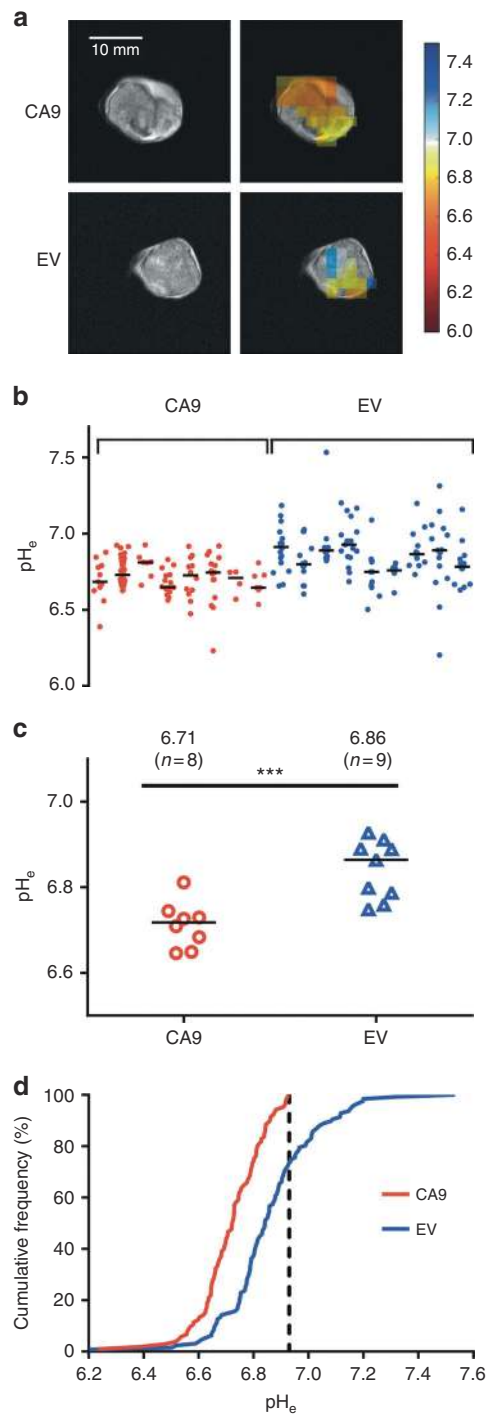 a
10 mm
CA9
EV
7.4
7.2
7.0
6.8
6.6
6.4
6.2
6.0
b
CA9
EV
pHe
7.5
7.0
6.5
6.0
c
6.71
(n=8)
6.86
(n=9)
***
pHe
7.0
6.8
6.6
CA9
EV
d
Cumulative frequency (%)
100
80
60
40
20
0
CA9
EV
6.2 6.4 6.6 6.8 7.0 7.2 7.4 7.6
pHe